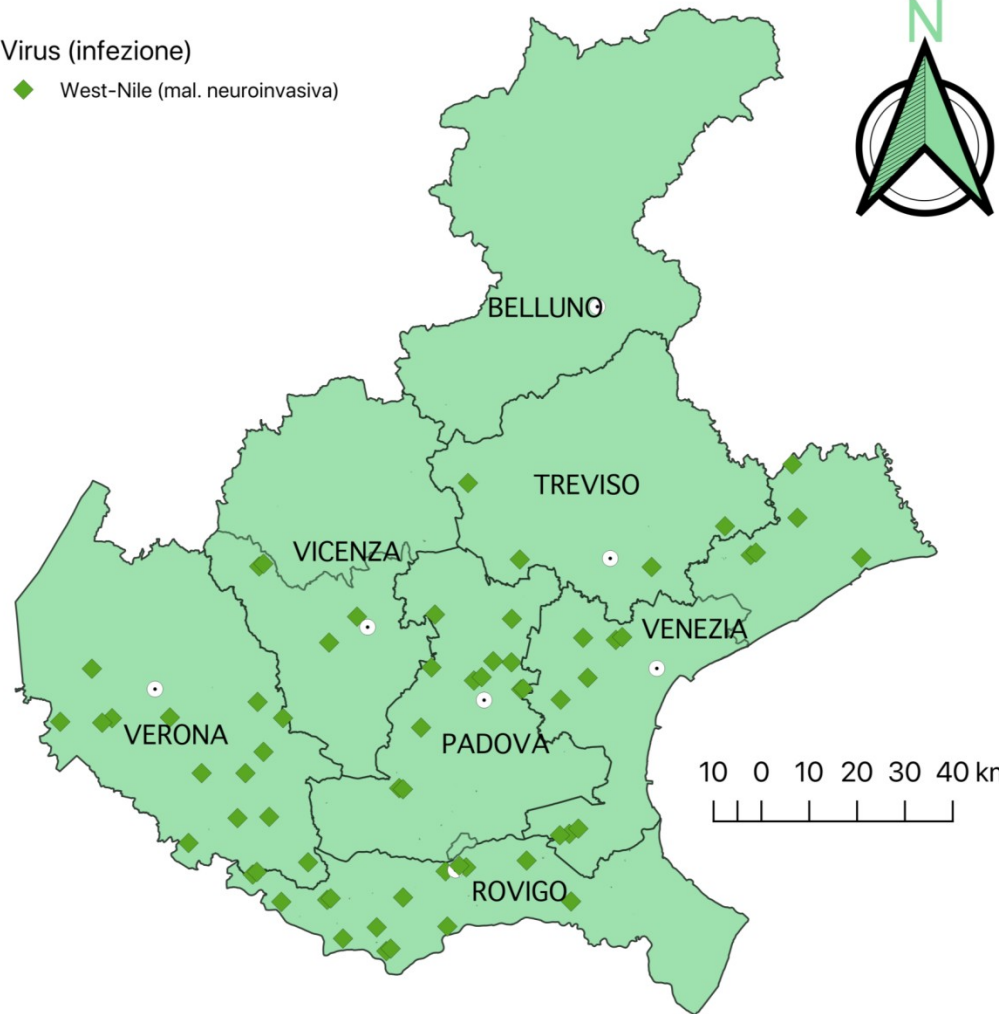 N
Virus (infezione)
West-Nile (mal. neuroinvasiva)
BELLUNO
TREVISO
VICENZA
VENEZIA
VERONA
PADOVA
10 0 10 20 30 40 km
ROVIGO